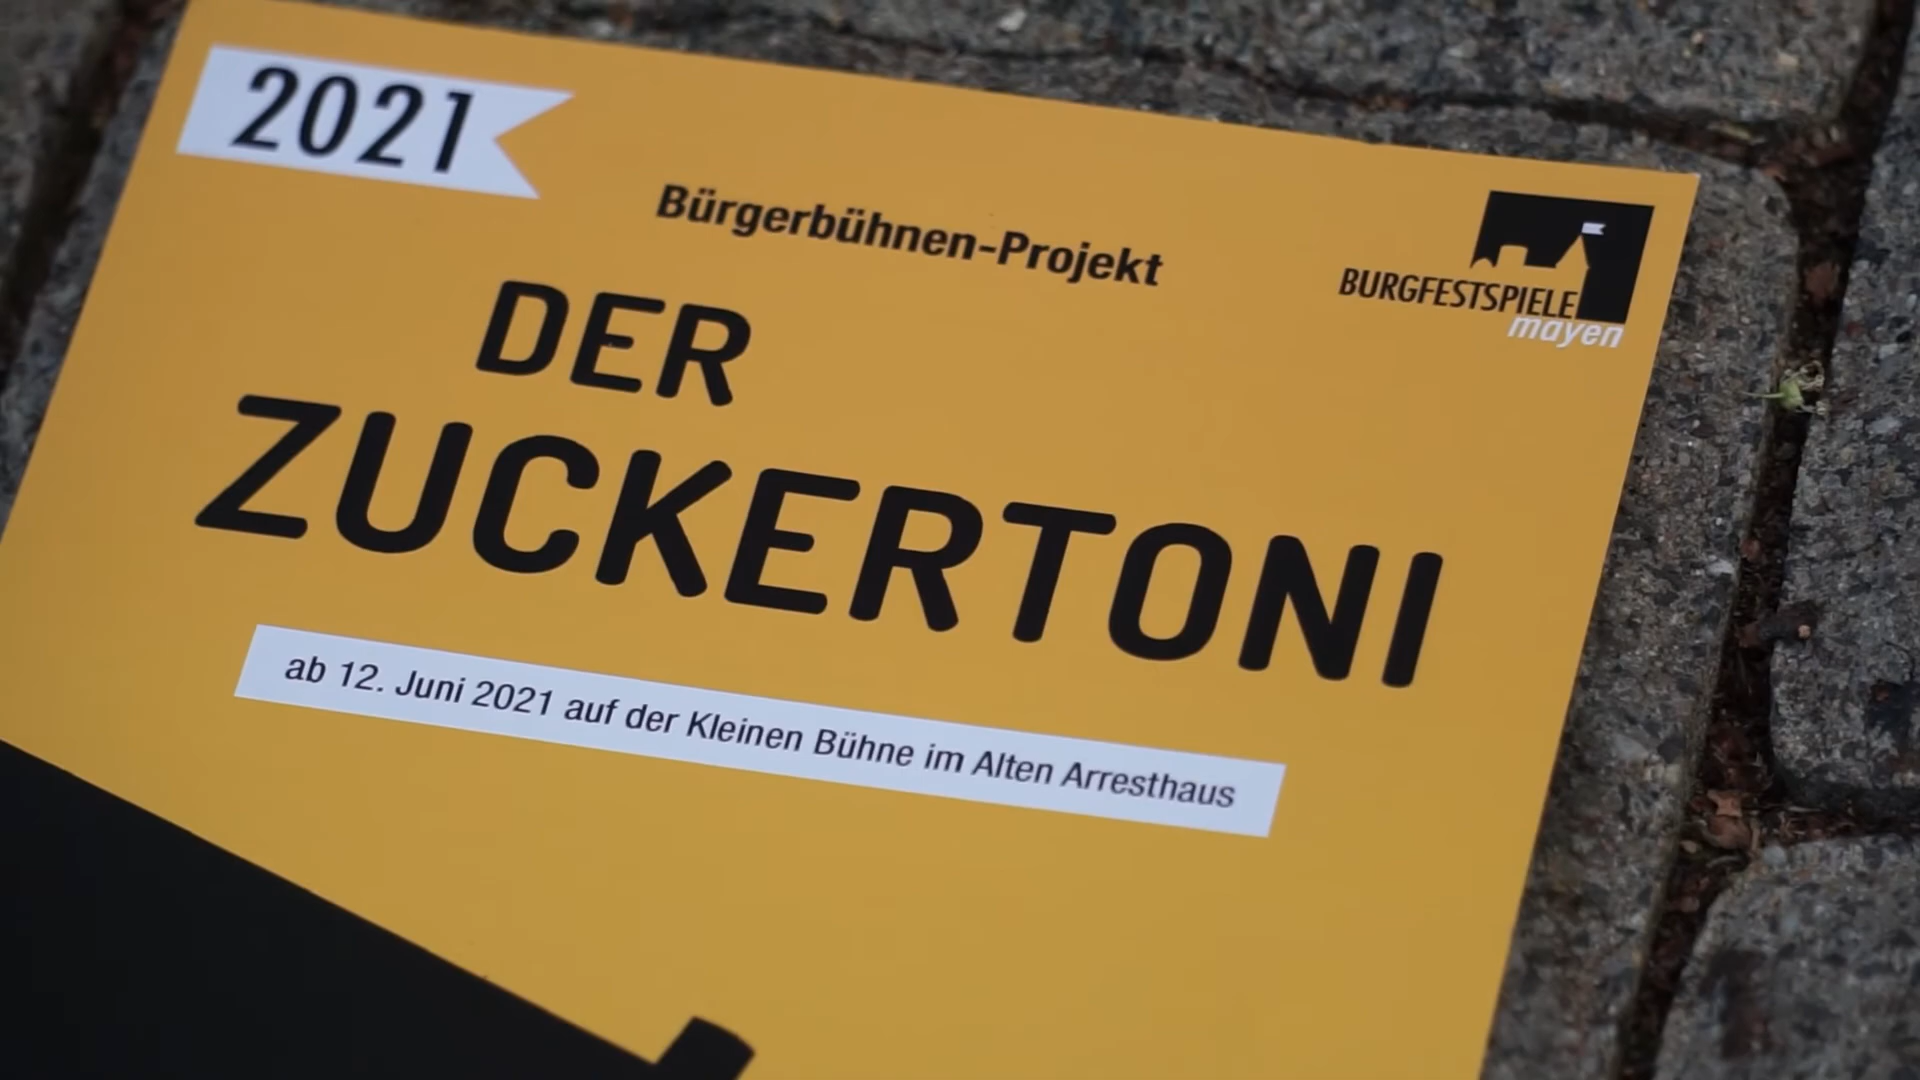 2021
Bürgerbühnen-Projekt
BURGFESTSPIELE
mayen
DER
ZUCKERTONI
ab 12. Juni 2021 auf der Kleinen Bühne im Alten Arresthaus